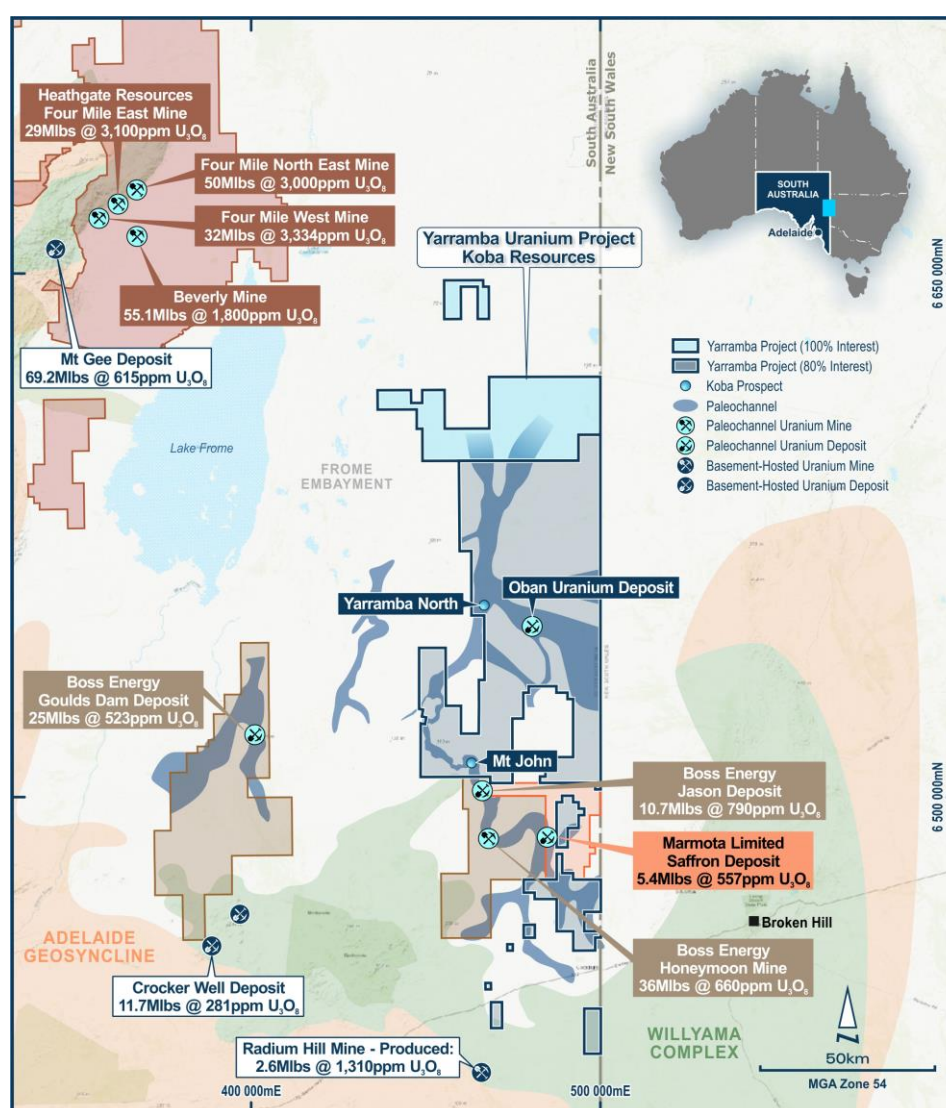 Heathgate Resources
Four Mile East Mine
29Mlbs @ 3,100ppm U₃O₈
Four Mile North East Mine
50Mlbs @ 3,000ppm U₃O₈
Four Mile West Mine
32Mlbs @ 3,334ppm U₃O₈
Beverly Mine
55.1Mlbs @ 1,800ppm U₃O₈
Mt Gee Deposit
69.2Mlbs @ 615ppm U₃O₈
Lake Frome
FROME
EMBAYMENT
Yarramba Uranium Project
Koba Resources
South Australia
New South Wales
SOUTH
AUSTRALIA
Adelaide
6 650 000mN
Yarramba Project (100% Interest)
Yarramba Project (80% Interest)
Koba Prospect
Paleochannel
Paleochannel Uranium Mine
Paleochannel Uranium Deposit
Basement-Hosted Uranium Mine
Basement-Hosted Uranium Deposit
Yarramba North
Oban Uranium Deposit
Boss Energy
Goulds Dam Deposit
25Mlbs @ 523ppm U₃O₈
Mt John
Boss Energy
Jason Deposit
10.7Mlbs @ 790ppm U₃O₈
6 500 000mN
Marmota Limited
Saffron Deposit
5.4Mlbs @ 557ppm U₃O₈
Broken Hill
Boss Energy
Honeymoon Mine
36Mlbs @ 660ppm U₃O₈
ADELAIDE
GEOSYNCLINE
Crocker Well Deposit
11.7Mlbs @ 281ppm U₃O₈
WILLYAMA
COMPLEX
Radium Hill Mine - Produced:
2.6Mlbs @ 1,310ppm U₃O₈
400 000mE
500 000mE
N
50km
MGA Zone 54